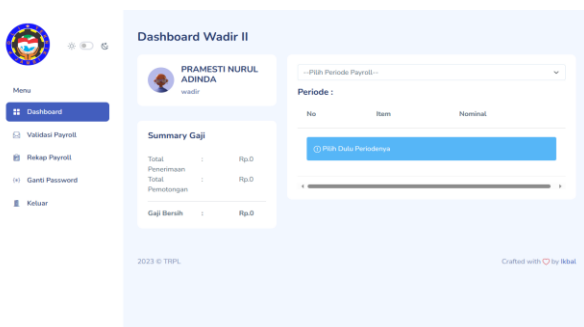 Dashboard Wadir II
Menu
Dashboard
Validasi Payroll
Rekap Payroll
Ganti Password
Keluar
PRAMESTI NURUL
ADINDA
wadir
Summary Gaji
Total Penerimaan : Rp.0
Total Pemotongan : Rp.0
Gaji Bersih : Rp.0
--Pilih Periode Payroll--
Periode :
No Item Nominal
Pilih Dulu Periodenya
2023 © TRPL
Crafted with by Ikbal